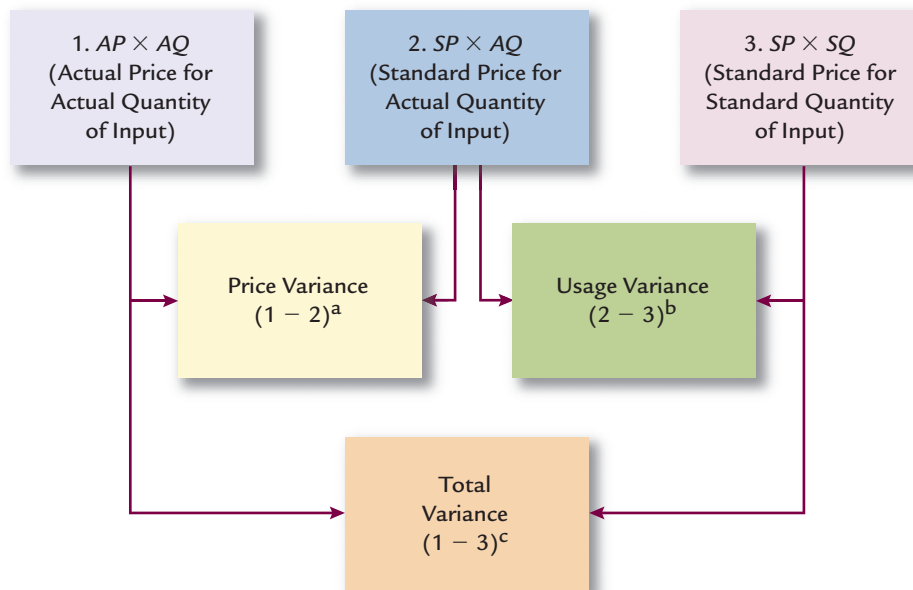 1. AP × AQ
(Actual Price for
Actual Quantity
of Input)
2. SP × AQ
(Standard Price for
Actual Quantity
of Input)
3. SP × SQ
(Standard Price for
Standard Quantity
of Input)
Price Variance
(1 − 2)a
Usage Variance
(2 − 3)b
Total
Variance
(1 − 3)c